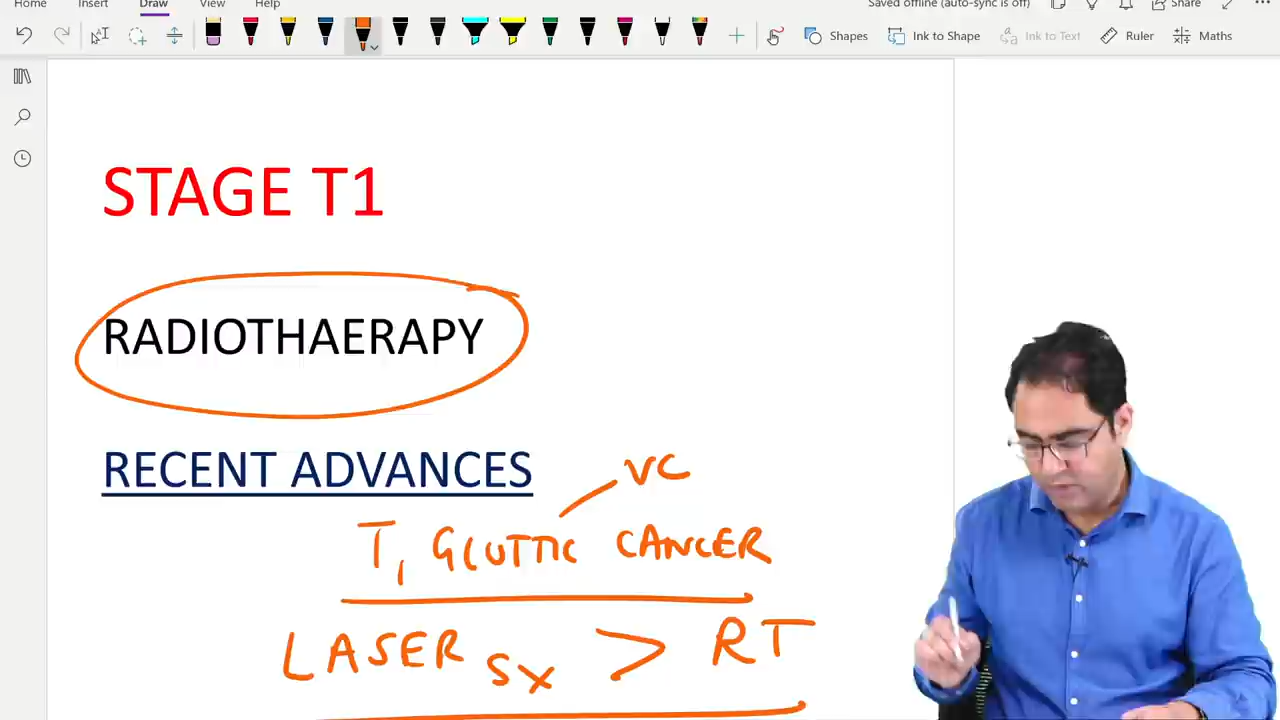 Home Insert Draw View Help Saved offline (auto-sync is off) Share
Shapes Ink to Shape Ink to Text Ruler Maths
STAGE T1
RADIOTHAERAPY
RECENT ADVANCES
VC
T1 GLUTTIC CANCER
LASER SX > RT